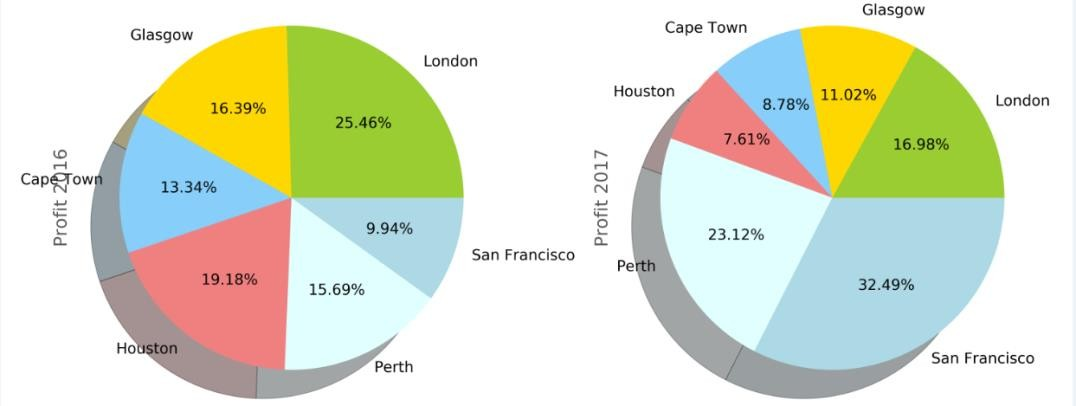 Profit 2016
Glasgow
London
16.39%
25.46%
Cape Town
13.34%
9.94%
San Francisco
19.18%
15.69%
Houston
Perth
Profit 2017
Glasgow
Cape Town
Houston
London
11.02%
8.78%
7.61%
16.98%
23.12%
Perth
32.49%
San Francisco